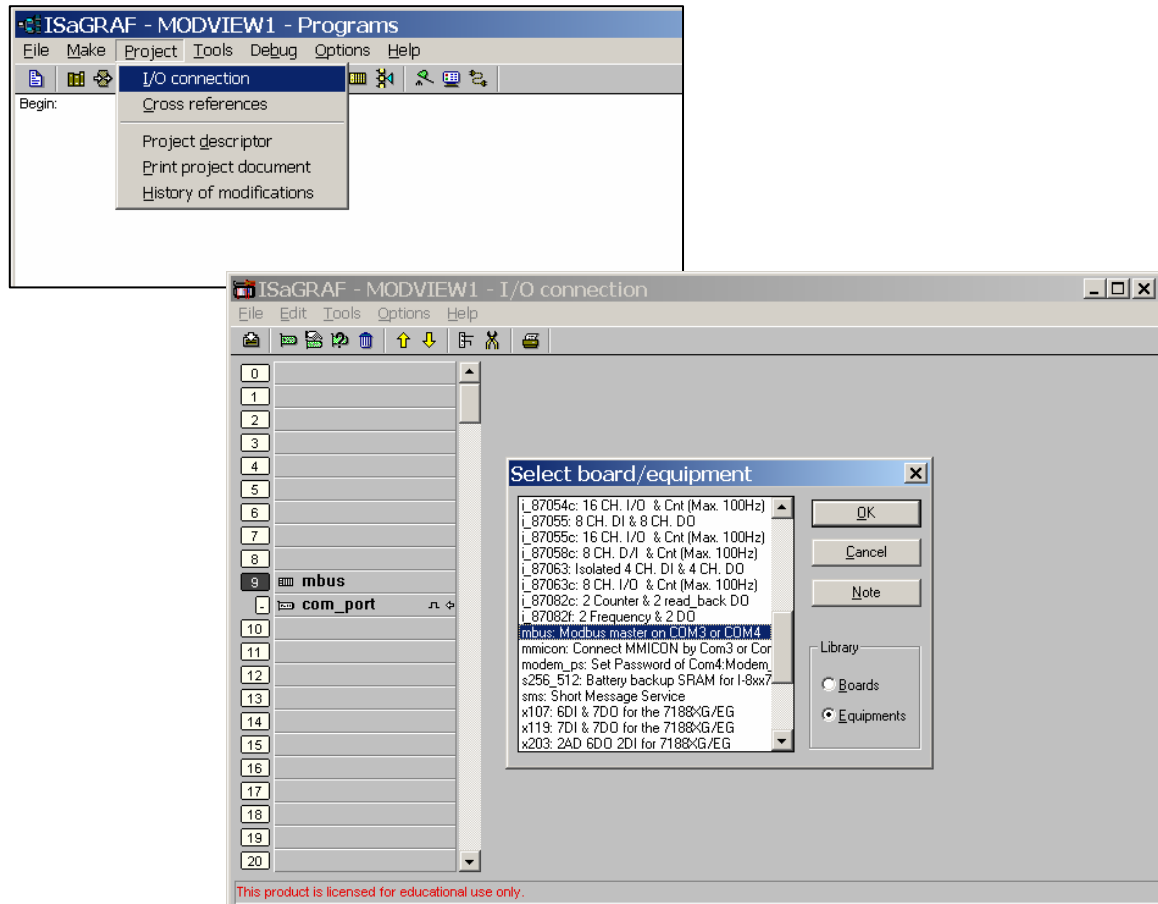 ISaGRAF - MODVIEW1 - Programs
File Make Project Tools Debug Options Help
I/O connection
Cross references
Project descriptor
Print project document
History of modifications
Begin:
ISaGRAF - MODVIEW1 - I/O connection
File Edit Tools Options Help
0
1
2
3
4
5
6
7
8
9 mbus
- com_port
10
11
12
13
14
15
16
17
18
19
20
Select board/equipment
i_87054c: 16 CH. I/O & Cnt (Max. 100Hz)
i_87055: 8 CH. DI & 8 CH. DO
i_87055c: 16 CH. I/O & Cnt (Max. 100Hz)
i_87058c: 8 CH. D/I & Cnt (Max. 100Hz)
i_87063: Isolated 4 CH. DI & 4 CH. DO
i_87063c: 8 CH. I/O & Cnt (Max. 100Hz)
i_87082c: 2 Counter & 2 read_back DO
i_87082f: 2 Frequency & 2 DO
mbus: Modbus master on COM3 or COM4
mmicon: Connect MMICON by Com3 or Cor
modem_ps: Set Password of Com4:Modem_
s256_512: Battery backup SRAM for I-8xx7
sms: Short Message Service
x107: 6DI & 7DO for the 7188XG/EG
x119: 7DI & 7DO for the 7188XG/EG
x203: 2AD 6DO 2DI for 7188XG/EG
OK
Cancel
Note
Library
Boards
Equipments
This product is licensed for educational use only.